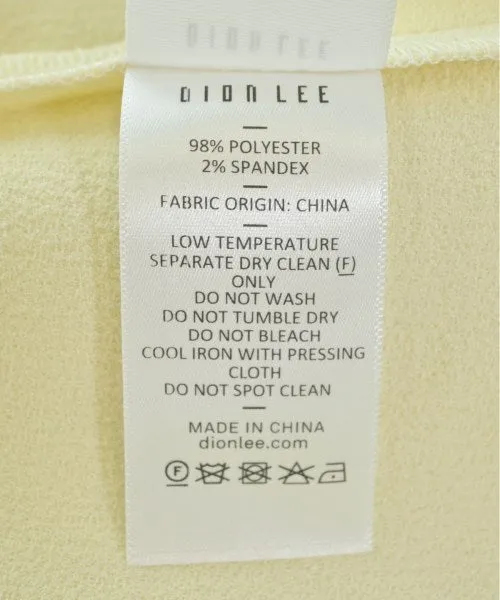 DION LEE
DION LEE
98% POLYESTER
2% SPANDEX
FABRIC ORIGIN: CHINA
LOW TEMPERATURE
SEPARATE DRY CLEAN (F)
ONLY
DO NOT WASH
DO NOT TUMBLE DRY
DO NOT BLEACH
COOL IRON WITH PRESSING
CLOTH
DO NOT SPOT CLEAN
MADE IN CHINA
dionlee.com
F